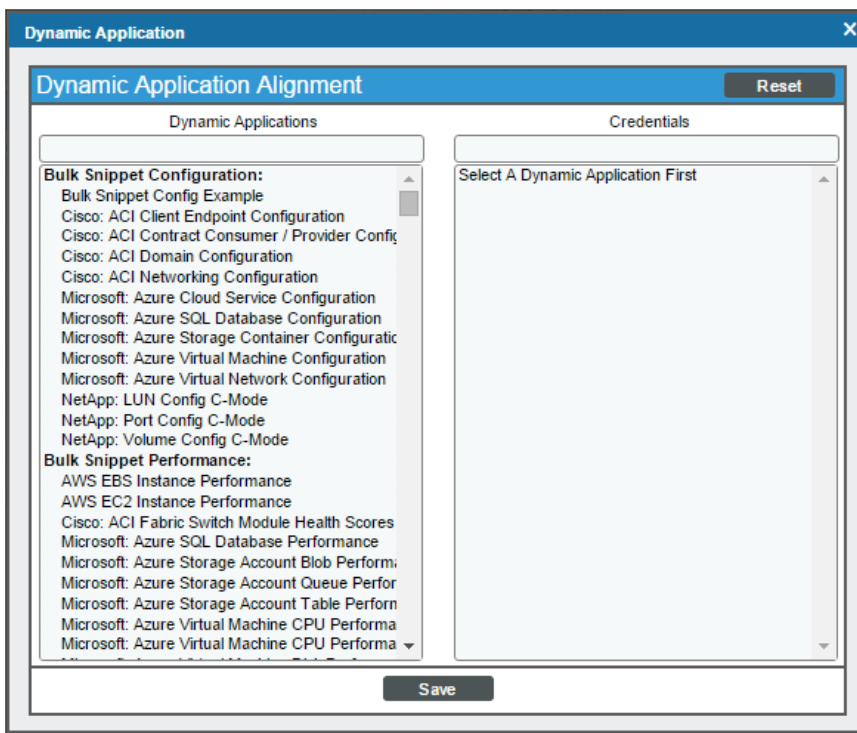 Dynamic Application
Dynamic Application Alignment
Reset
Dynamic Applications
Credentials
Bulk Snippet Configuration:
Bulk Snippet Config Example
Cisco: ACI Client Endpoint Configuration
Cisco: ACI Contract Consumer / Provider Config
Cisco: ACI Domain Configuration
Cisco: ACI Networking Configuration
Microsoft: Azure Cloud Service Configuration
Microsoft: Azure SQL Database Configuration
Microsoft: Azure Storage Container Configuratic
Microsoft: Azure Virtual Machine Configuration
Microsoft: Azure Virtual Network Configuration
NetApp: LUN Config C-Mode
NetApp: Port Config C-Mode
NetApp: Volume Config C-Mode
Bulk Snippet Performance:
AWS EBS Instance Performance
AWS EC2 Instance Performance
Cisco: ACI Fabric Switch Module Health Scores
Microsoft: Azure SQL Database Performance
Microsoft: Azure Storage Account Blob Performa
Microsoft: Azure Storage Account Queue Perfor
Microsoft: Azure Storage Account Table Perform
Microsoft: Azure Virtual Machine CPU Performa
Microsoft: Azure Virtual Machine CPU Performa
Select A Dynamic Application First
Save